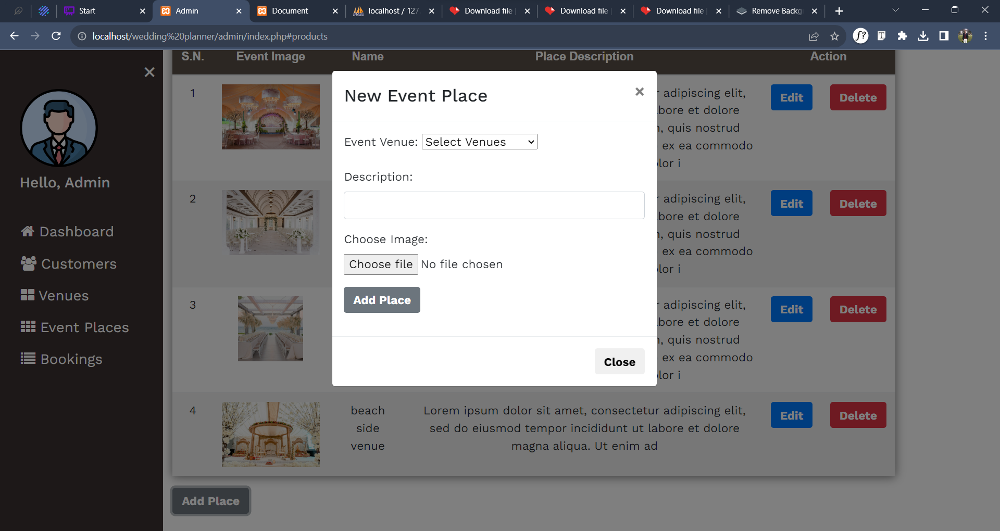 Start
Admin
Document
localhost / 127.
Download file
Download file
Download file
Remove Backg
localhost/wedding%20planner/admin/index.php#products
f?
Hello, Admin
Dashboard
Customers
Venues
Event Places
Bookings
S.N. Event Image Name Place Description Action
1
adipiscing elit,
bore et dolore
, quis nostrud
ex ea commodo
lor i
Edit Delete
2
adipiscing elit,
bore et dolore
, quis nostrud
ex ea commodo
lor i
Edit Delete
3
adipiscing elit,
bore et dolore
, quis nostrud
ex ea commodo
lor i
Edit Delete
4
beach
side
venue
Lorem ipsum dolor sit amet, consectetur adipiscing elit,
sed do eiusmod tempor incididunt ut labore et dolore
magna aliqua. Ut enim ad
Edit Delete
Add Place
New Event Place
Event Venue: Select Venues
Description:
Choose Image:
Choose file No file chosen
Add Place
Close